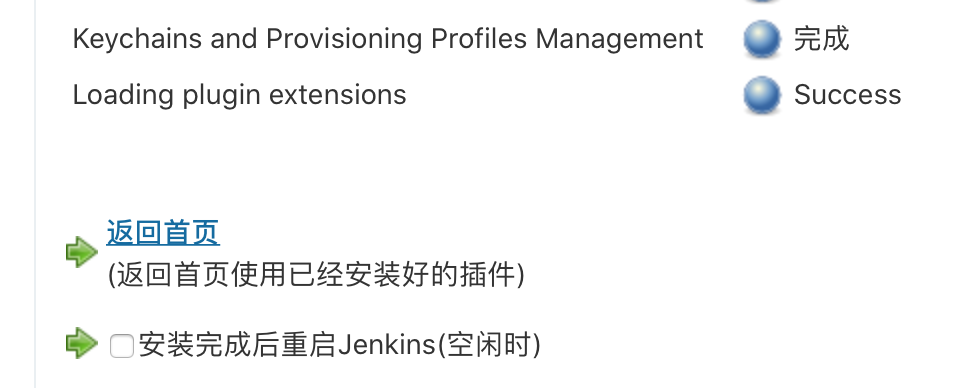 Keychains and Provisioning Profiles Management 完成
Loading plugin extensions Success
返回首页
(返回首页使用已经安装好的插件)
安装完成后重启Jenkins(空闲时)